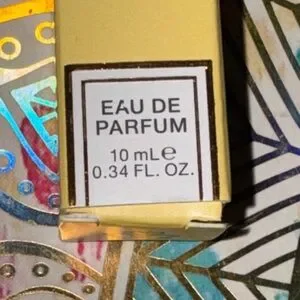 EAU DE
PARFUM
10 mL℮
0.34 FL. OZ.